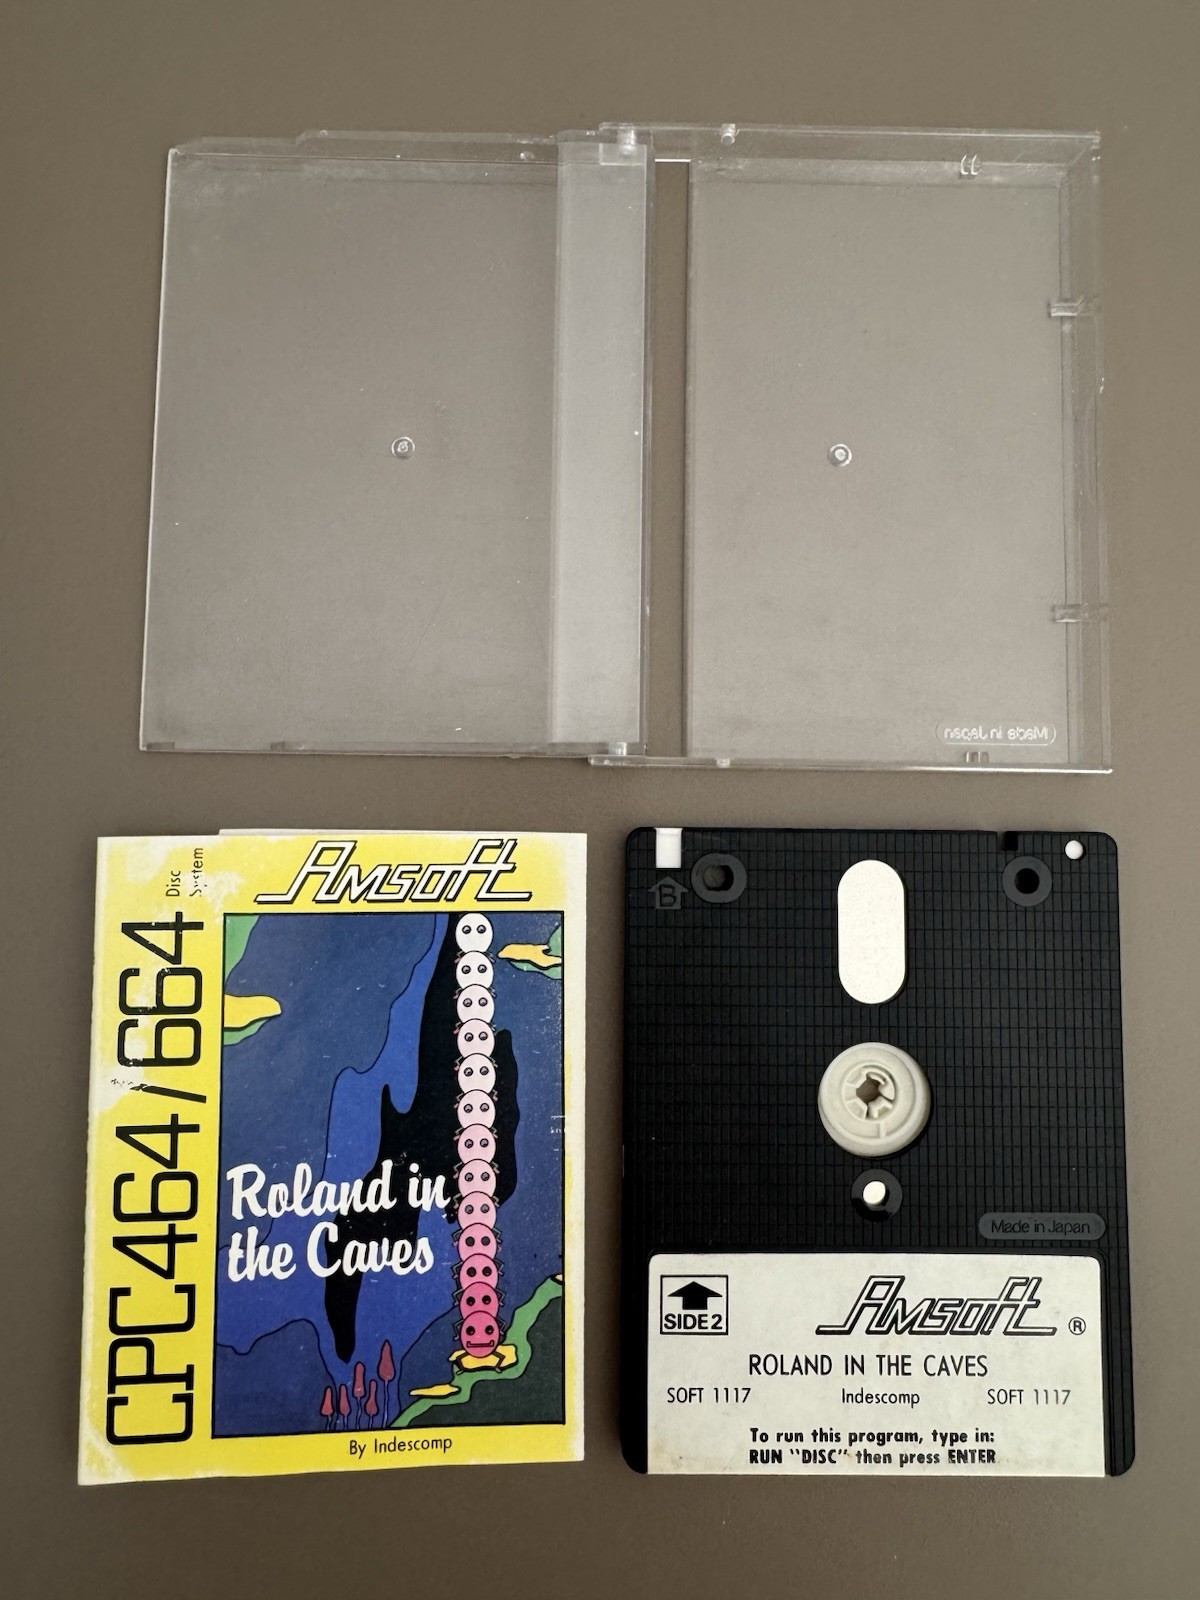 Made in Japan
Amsoft
CPC464/664
Disc
System
Roland in
the Caves
By Indescomp
B
Made in Japan
SIDE 2
Amsoft ®
ROLAND IN THE CAVES
SOFT 1117 Indescomp SOFT 1117
To run this program, type in:
RUN "DISC" then press ENTER